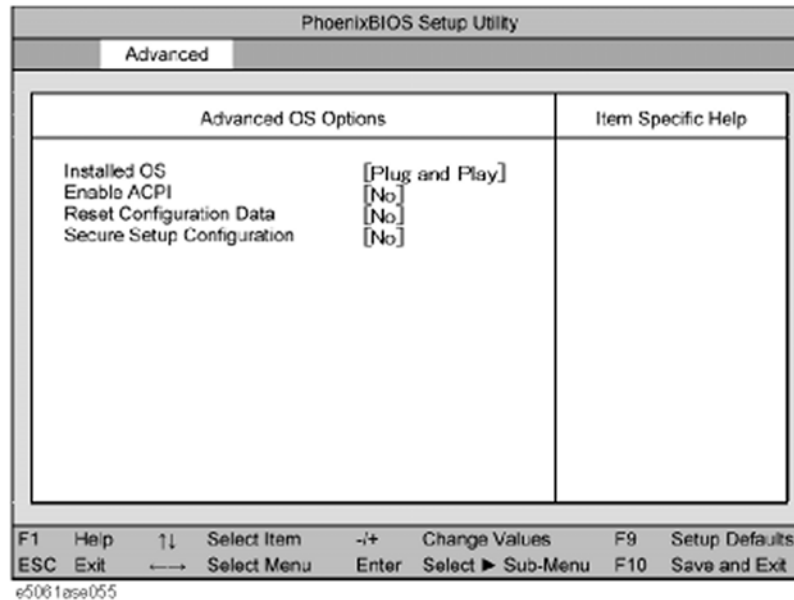 PhoenixBIOS Setup Utility
Advanced
Advanced OS Options
Item Specific Help
Installed OS [Plug and Play]
Enable ACPI [No]
Reset Configuration Data [No]
Secure Setup Configuration [No]
F1 Help ↑↓ Select Item -/+ Change Values F9 Setup Defaults
ESC Exit ←→ Select Menu Enter Select ► Sub-Menu F10 Save and Exit
e5061ase055